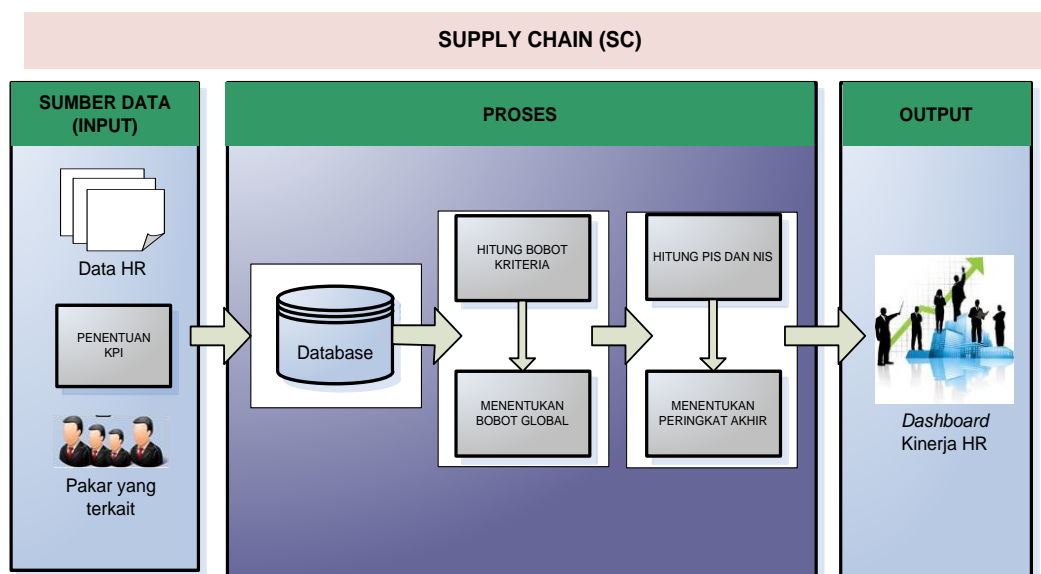 SUPPLY CHAIN (SC)
SUMBER DATA
(INPUT)
Data HR
PENENTUAN
KPI
Pakar yang
terkait
PROSES
Database
HITUNG BOBOT
KRITERIA
MENENTUKAN
BOBOT GLOBAL
HITUNG PIS DAN NIS
MENENTUKAN
PERINGKAT AKHIR
OUTPUT
Dashboard
Kinerja HR